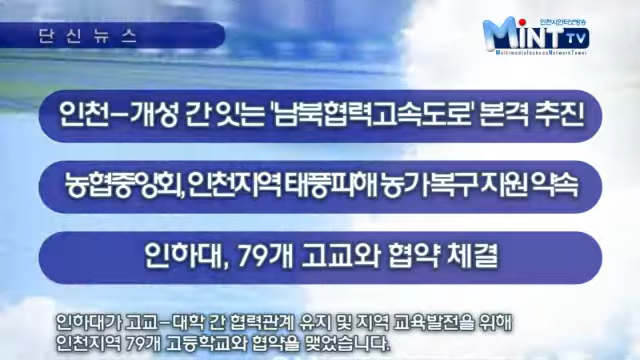 단신뉴스
인천시인터넷방송
MINT TV
Multimedia Incheon Network Tower
인천-개성 간 잇는 '남북협력고속도로' 본격 추진
농협중앙회, 인천지역 태풍피해 농가 복구 지원 약속
인하대, 79개 고교와 협약 체결
인하대가 고교-대학 간 협력관계 유지 및 지역 교육발전을 위해
인천지역 79개 고등학교와 협약을 맺었습니다.